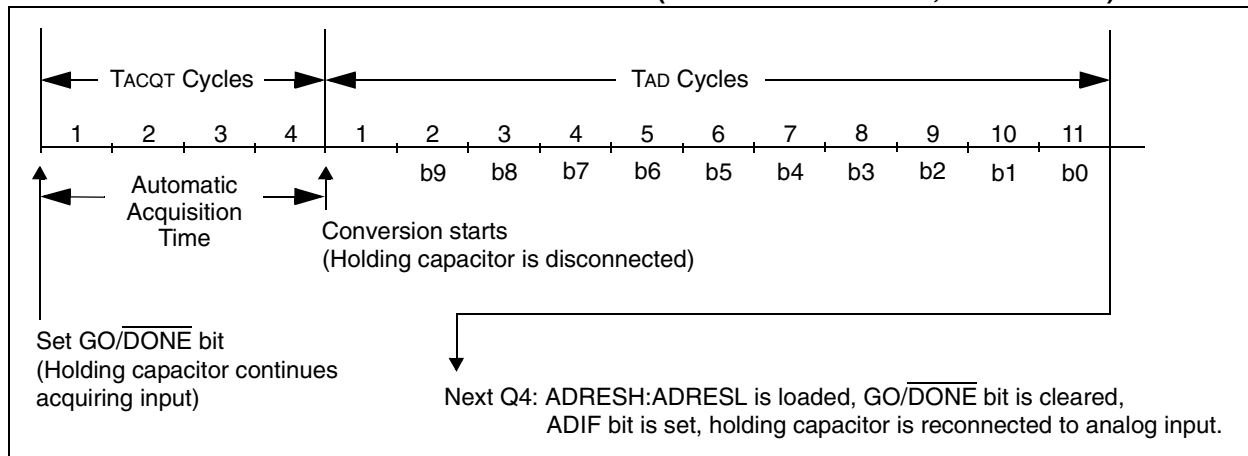 TACQT Cycles
TAD Cycles
1 2 3 4 1 2 3 4 5 6 7 8 9 10 11
b9 b8 b7 b6 b5 b4 b3 b2 b1 b0
Automatic
Acquisition
Time
Conversion starts
(Holding capacitor is disconnected)
Set GO/DONE bit
(Holding capacitor continues
acquiring input)
Next Q4: ADRESH:ADRESL is loaded, GO/DONE bit is cleared,
ADIF bit is set, holding capacitor is reconnected to analog input.